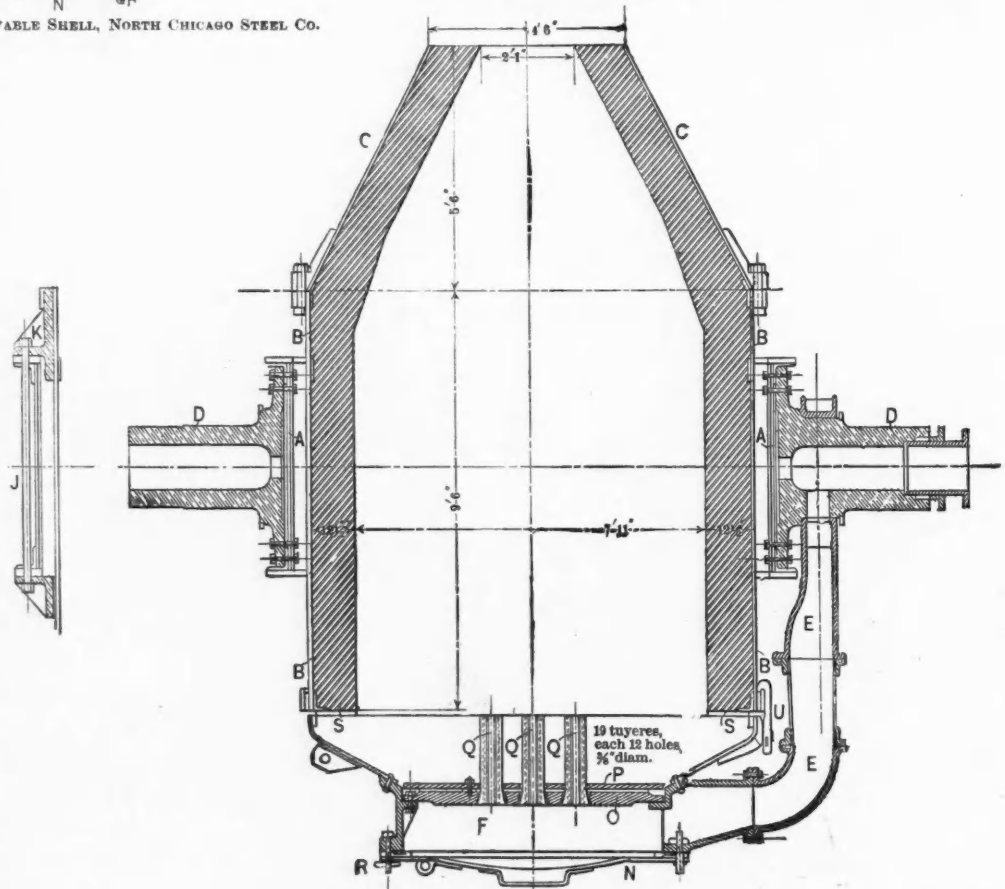 N
VABLE SHELL, NORTH CHICAGO STEEL CO.
4'6"
2'1"
C
C
5'6"
B
B
K
D
D
A
A
J
9'6"
7'-11"
E
B
B
U
S
S
Q
Q
Q
19 tuyeres,
each 12 holes
⅜"diam.
E
P
F
O
R
N